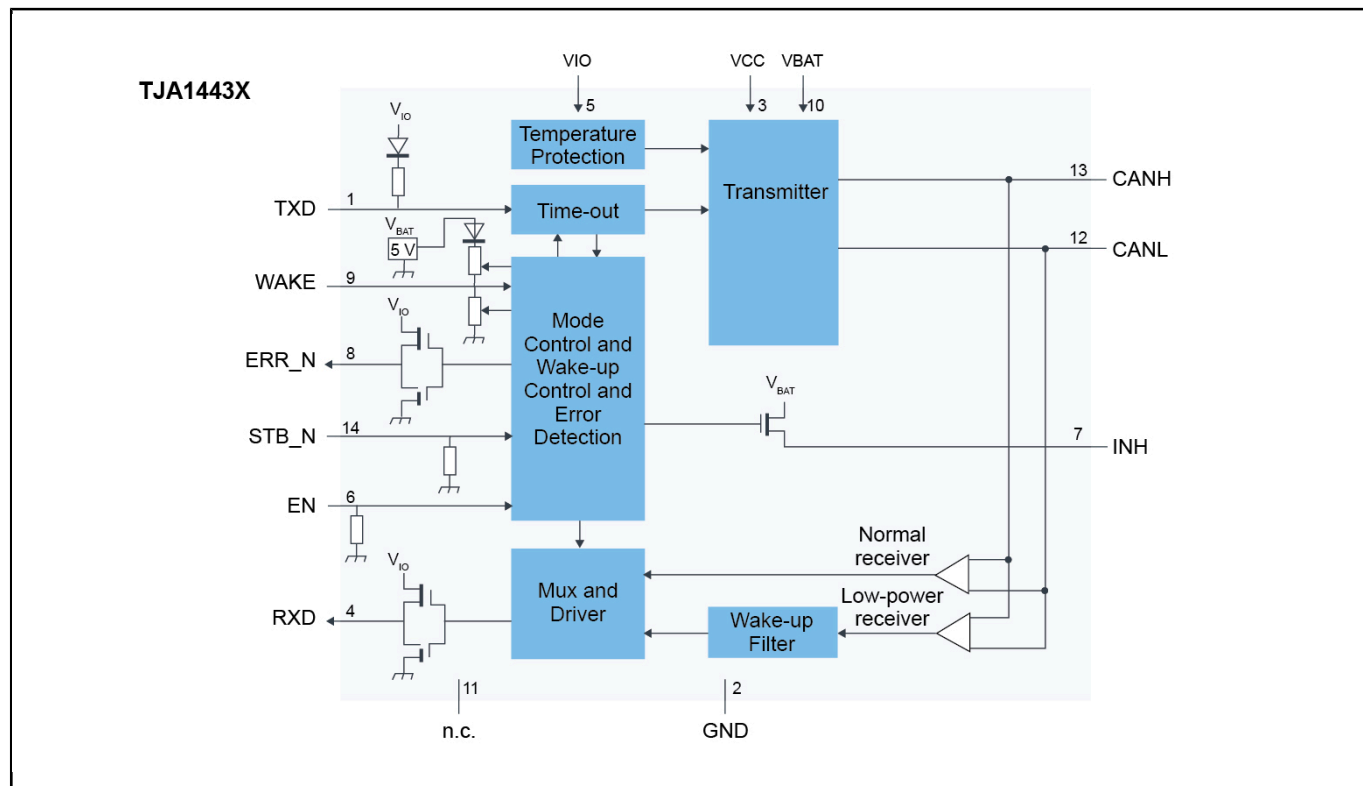 TJA1443X
VIO
VCC
VBAT
5
3
10
VIO
Temperature
Protection
Transmitter
13
CANH
TXD
1
Time-out
VBAT
5 V
12
CANL
WAKE
9
VIO
Mode
Control and
Wake-up
Control and
Error
Detection
ERR_N
8
VBAT
STB_N
14
7
INH
EN
6
Normal
receiver
VIO
Mux and
Driver
RXD
4
Low-power
receiver
Wake-up
Filter
11
2
n.c.
GND